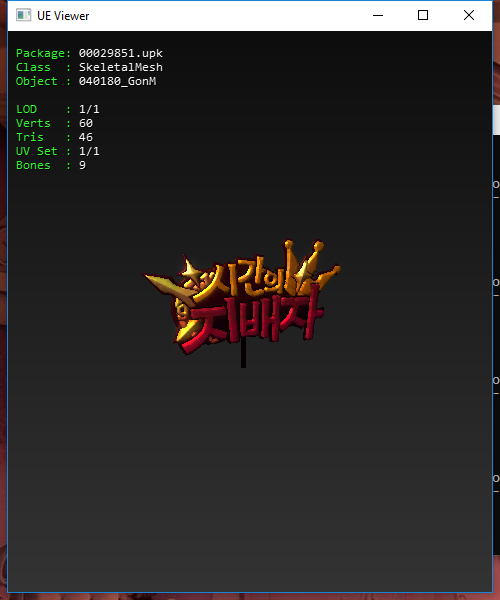 UE Viewer
Package: 00029851.upk
Class : SkeletalMesh
Object : 040180_GonM
LOD : 1/1
Verts : 60
Tris : 46
UV Set : 1/1
Bones : 9
시간의
지배자